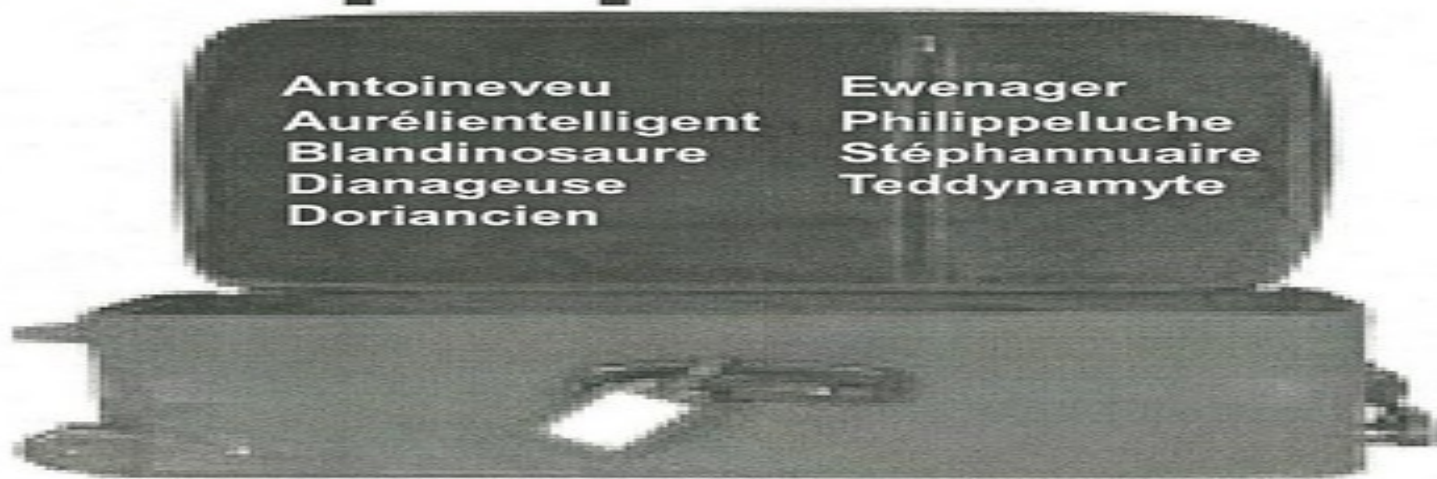 Antoineveu
Aurélientelligent
Blandinosaure
Dianageuse
Doriancien
Ewenager
Philippeluche
Stéphannuaire
Teddynamyte